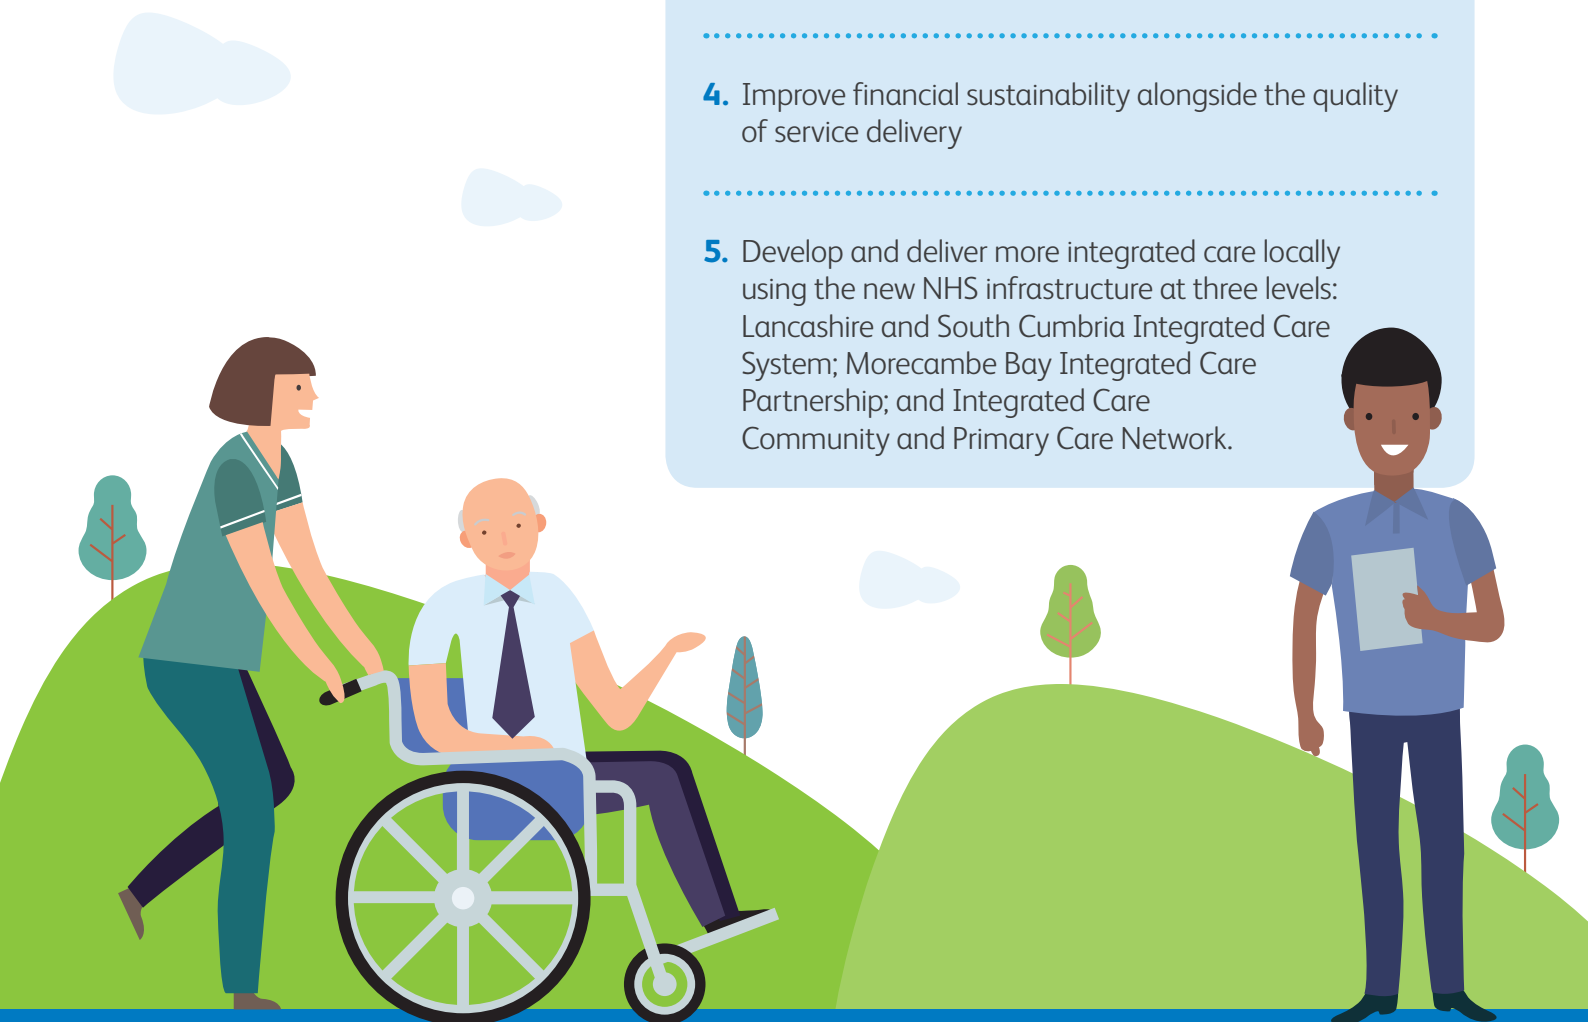 4. Improve financial sustainability alongside the quality
of service delivery
5. Develop and deliver more integrated care locally
using the new NHS infrastructure at three levels:
Lancashire and South Cumbria Integrated Care
System; Morecambe Bay Integrated Care
Partnership; and Integrated Care
Community and Primary Care Network.